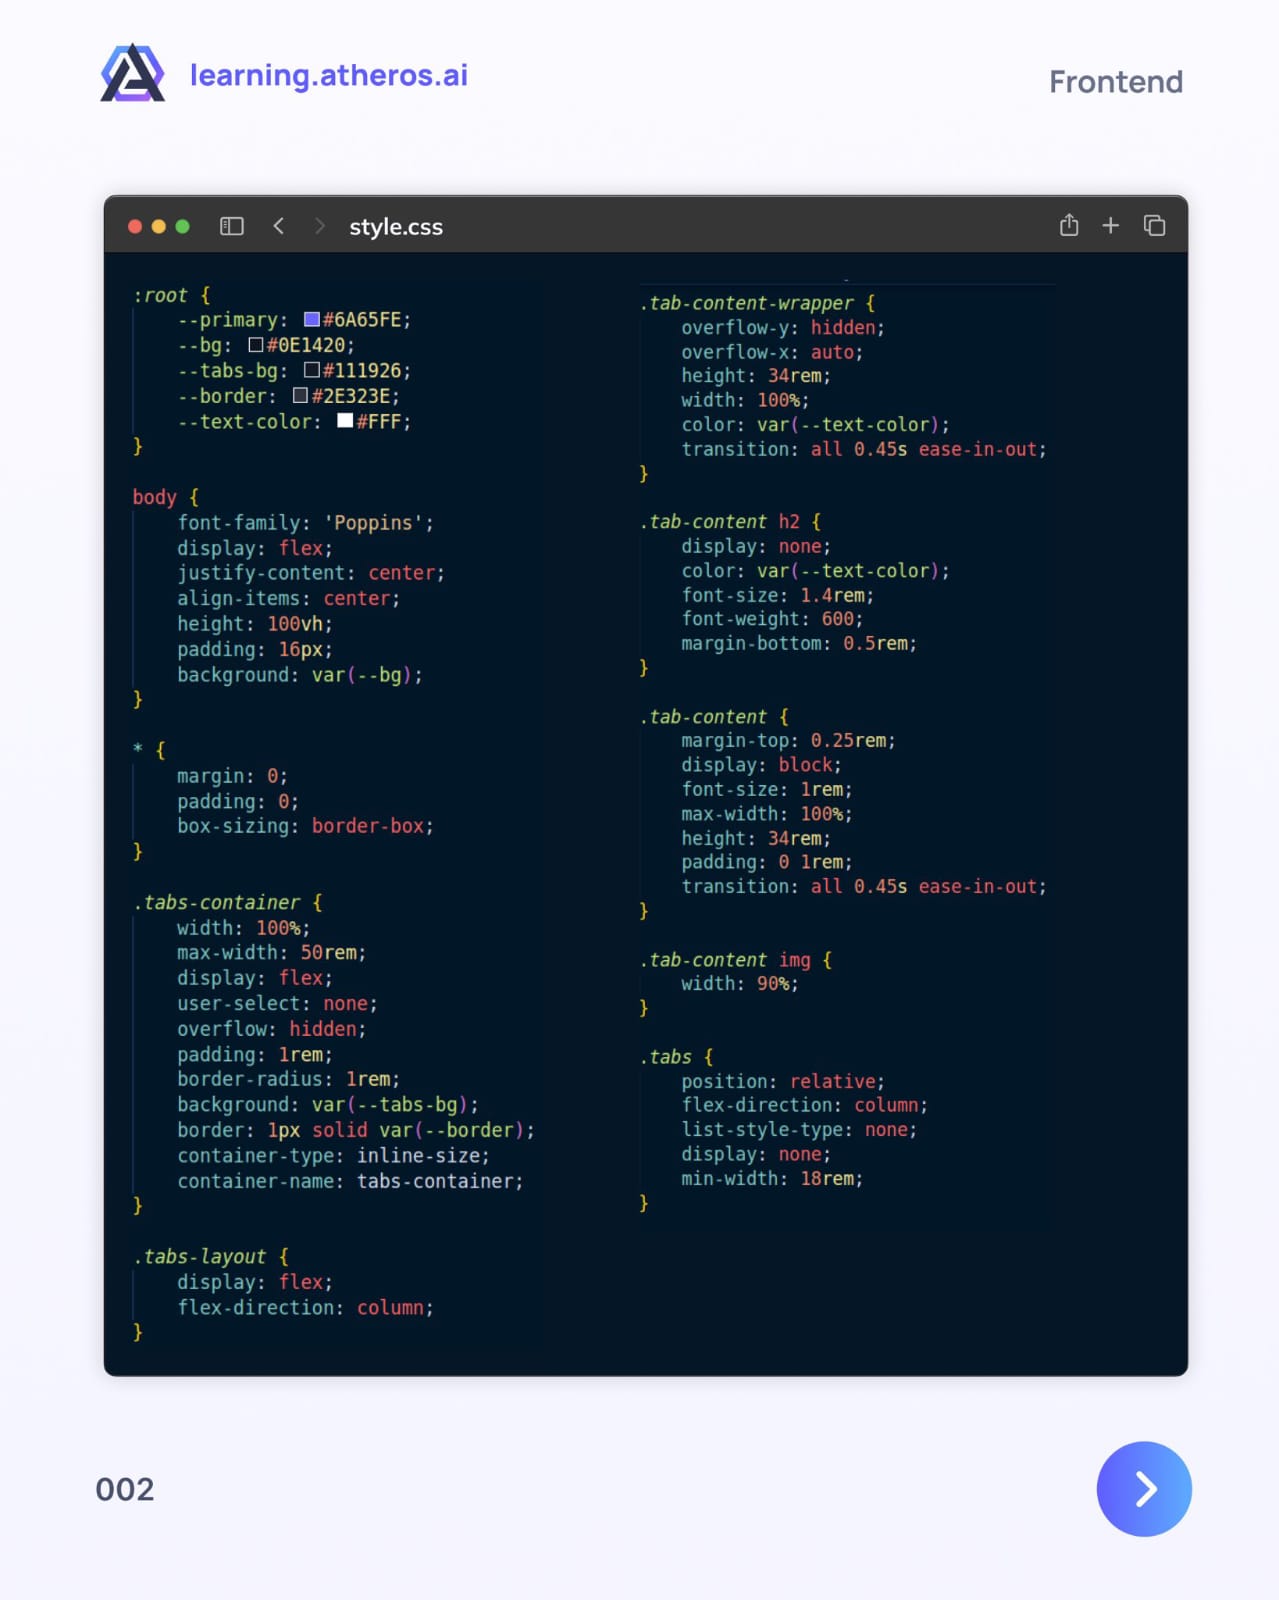 learning.atheros.ai
Frontend
style.css
:root {
    --primary: #6A65FE;
    --bg: #0E1420;
    --tabs-bg: #111926;
    --border: #2E323E;
    --text-color: #FFF;
}
body {
    font-family: 'Poppins';
    display: flex;
    justify-content: center;
    align-items: center;
    height: 100vh;
    padding: 16px;
    background: var(--bg);
}
* {
    margin: 0;
    padding: 0;
    box-sizing: border-box;
}
.tabs-container {
    width: 100%;
    max-width: 50rem;
    display: flex;
    user-select: none;
    overflow: hidden;
    padding: 1rem;
    border-radius: 1rem;
    background: var(--tabs-bg);
    border: 1px solid var(--border);
    container-type: inline-size;
    container-name: tabs-container;
}
.tabs-layout {
    display: flex;
    flex-direction: column;
}
.tab-content-wrapper {
    overflow-y: hidden;
    overflow-x: auto;
    height: 34rem;
    width: 100%;
    color: var(--text-color);
    transition: all 0.45s ease-in-out;
}
.tab-content h2 {
    display: none;
    color: var(--text-color);
    font-size: 1.4rem;
    font-weight: 600;
    margin-bottom: 0.5rem;
}
.tab-content {
    margin-top: 0.25rem;
    display: block;
    font-size: 1rem;
    max-width: 100%;
    height: 34rem;
    padding: 0 1rem;
    transition: all 0.45s ease-in-out;
}
.tab-content img {
    width: 90%;
}
.tabs {
    position: relative;
    flex-direction: column;
    list-style-type: none;
    display: none;
    min-width: 18rem;
}
002